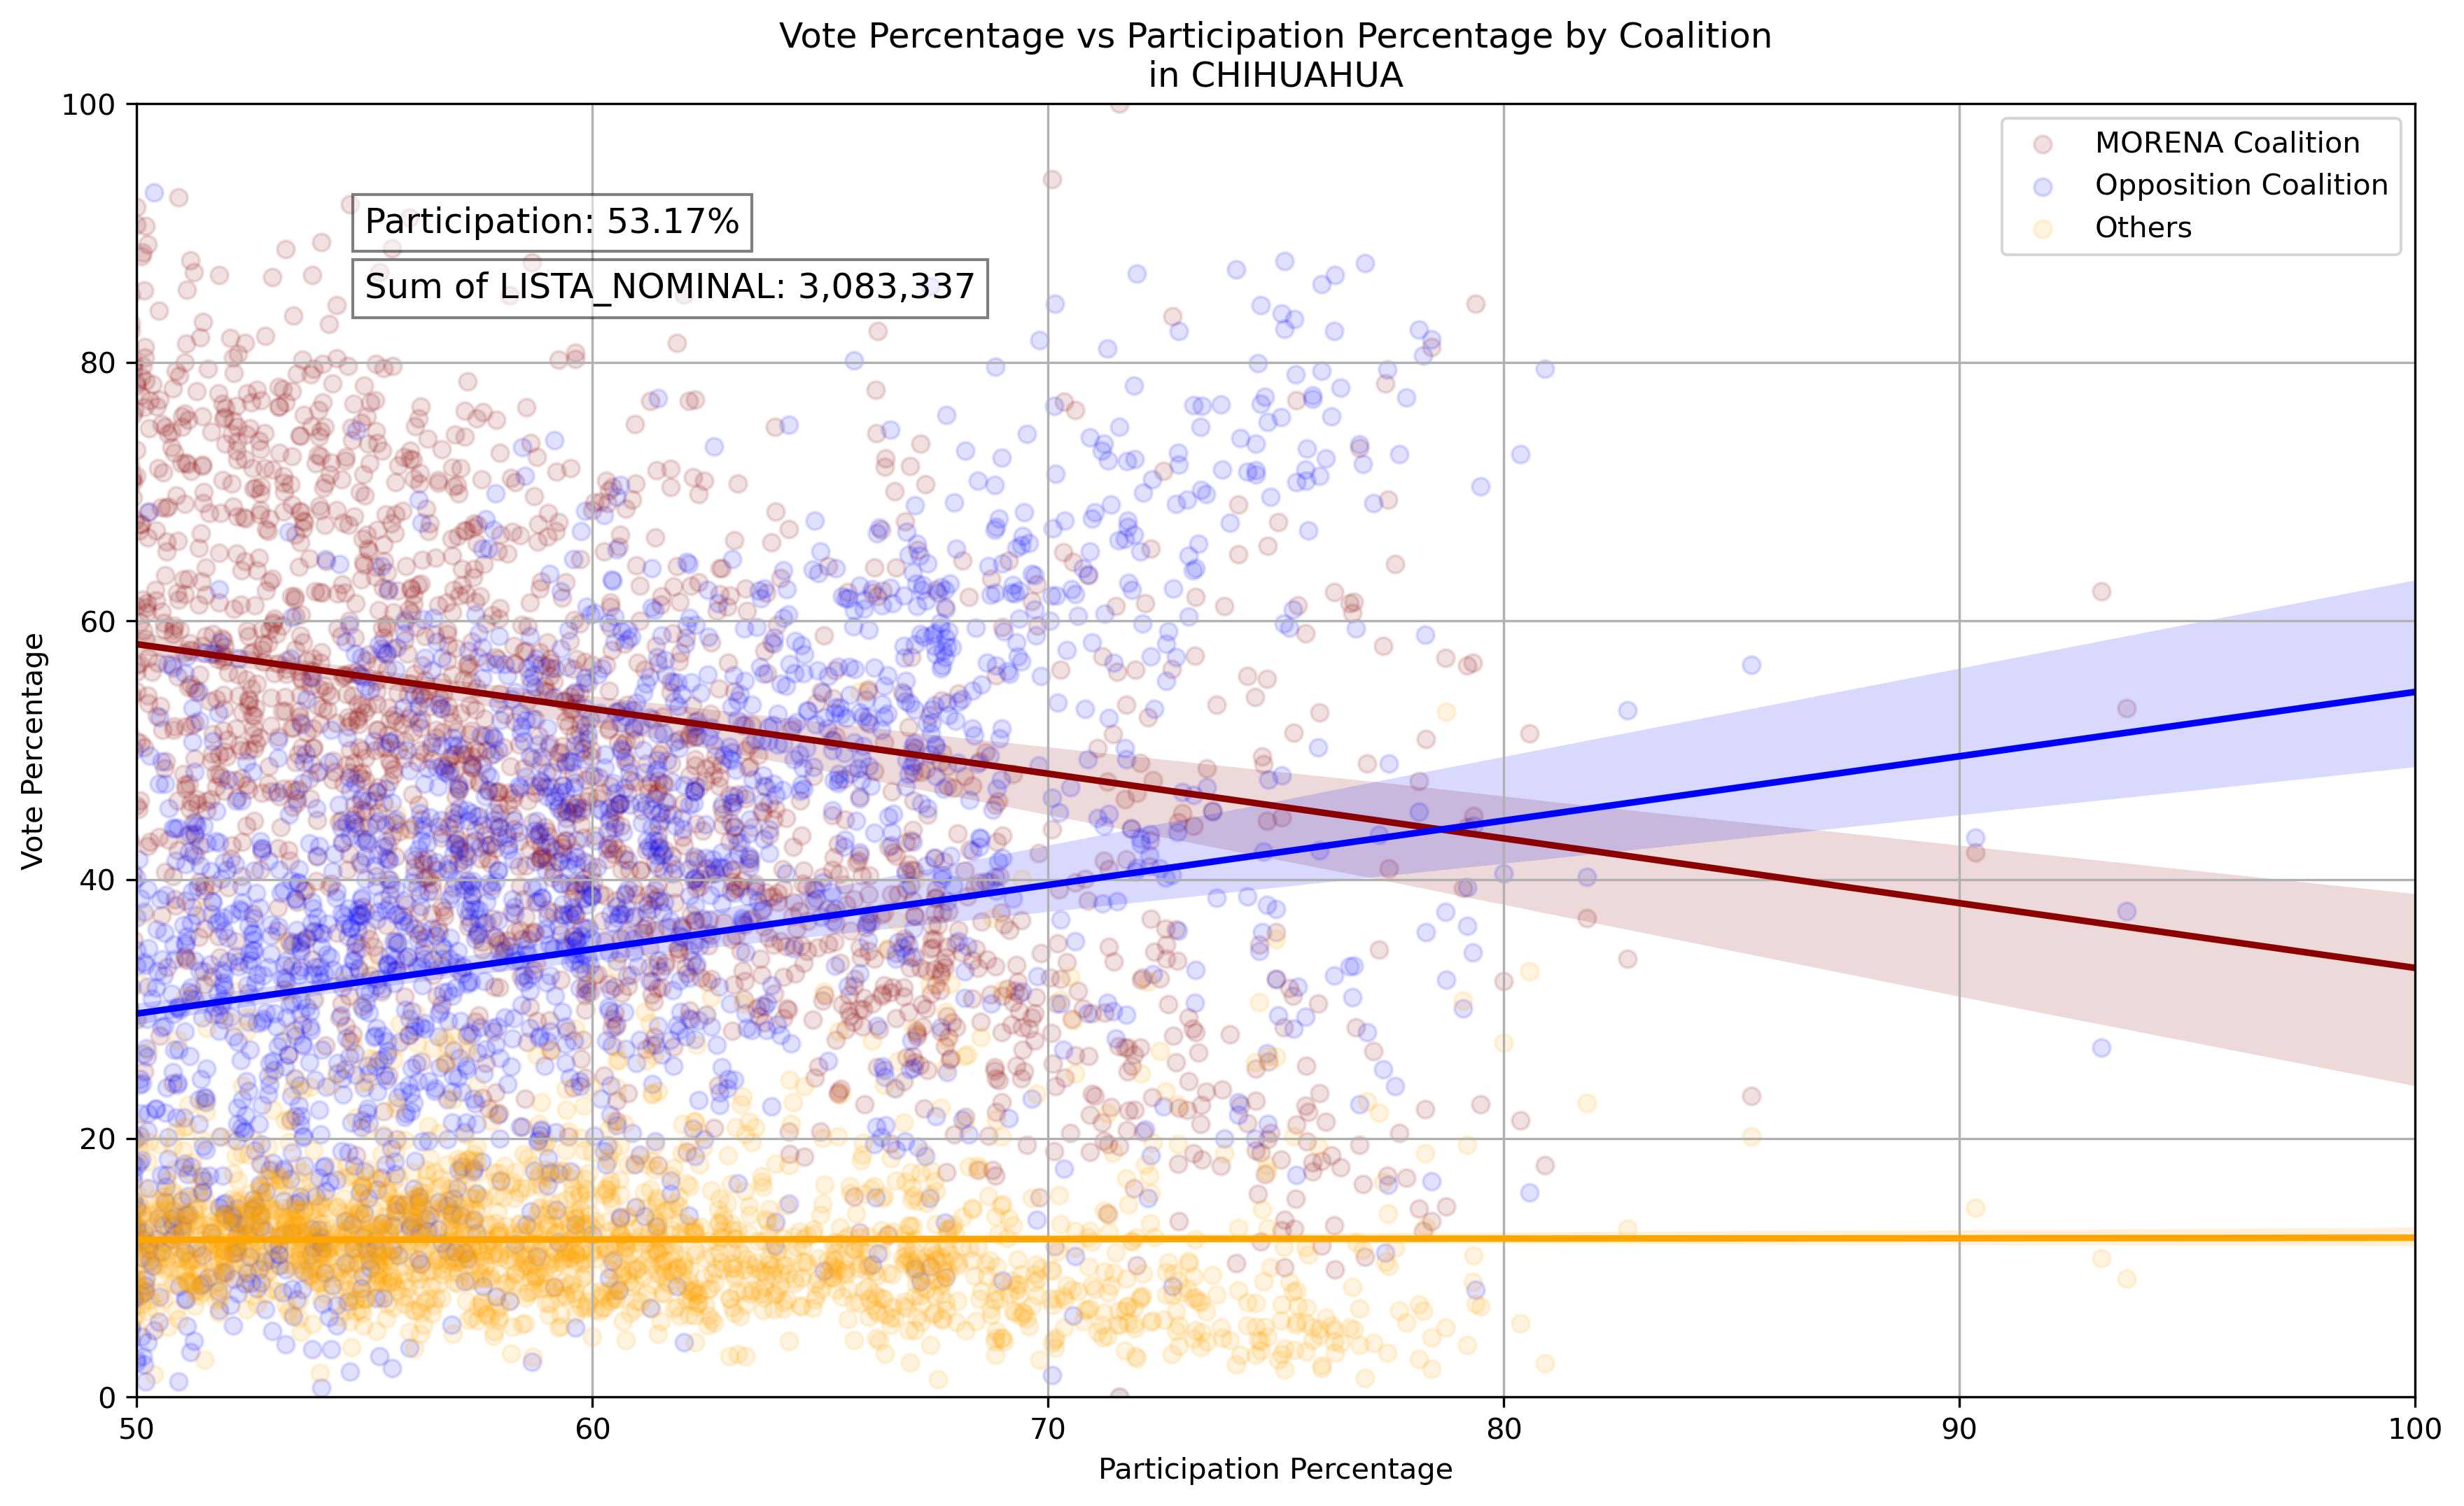 Vote Percentage vs Participation Percentage by Coalition
in CHIHUAHUA
100
80
60
40
20
0
Vote Percentage
Participation: 53.17%
Sum of LISTA_NOMINAL: 3,083,337
MORENA Coalition
Opposition Coalition
Others
50
60
70
80
90
100
Participation Percentage